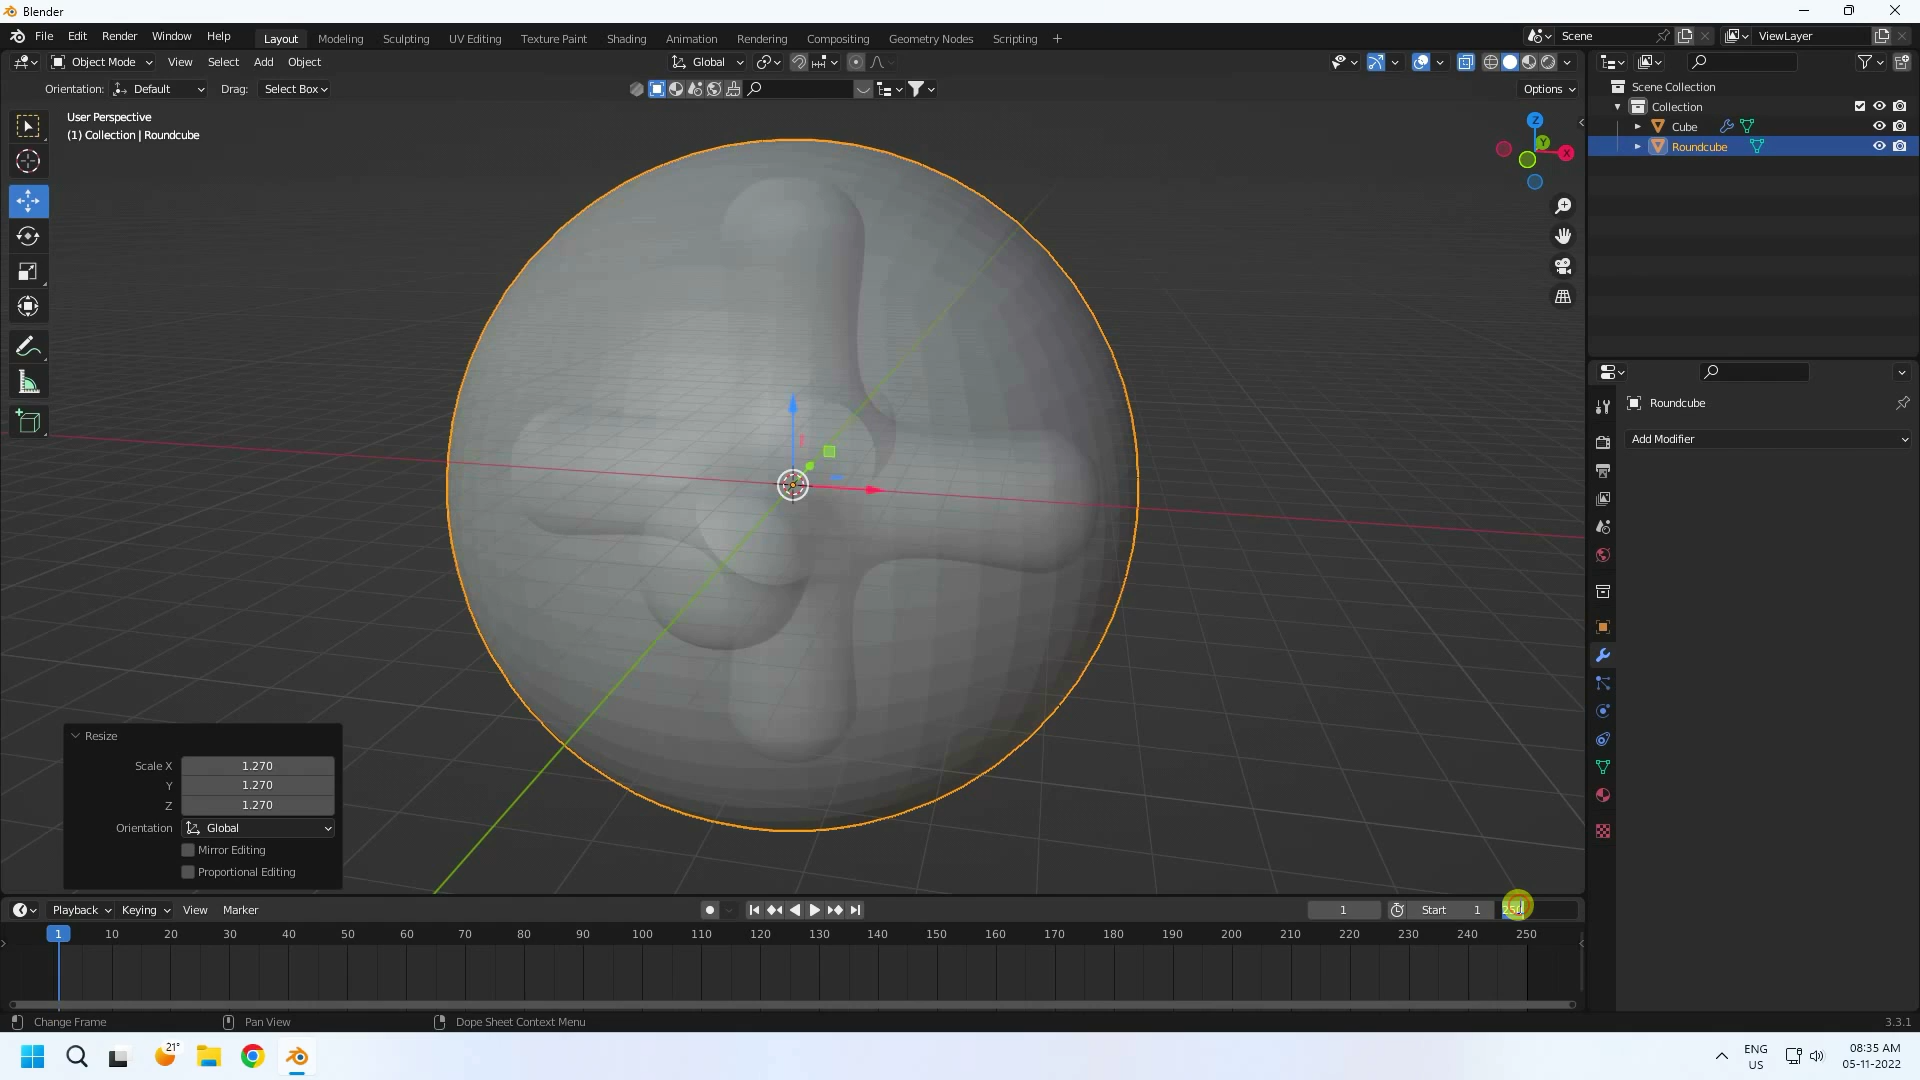 Blender
File Edit Render Window Help Layout Modeling Sculpting UV Editing Texture Paint Shading Animation Rendering Compositing Geometry Nodes Scripting + Scene ViewLayer
Object Mode View Select Add Object Global
Orientation: Default Drag: Select Box Options
User Perspective
(1) Collection | Roundcube
Z
Y
X
Scene Collection
Collection
Cube
Roundcube
Roundcube
Add Modifier
Resize
Scale X 1.270
Y 1.270
Z 1.270
Orientation Global
Mirror Editing
Proportional Editing
Playback Keying View Marker 1 Start 1 250
1 10 20 30 40 50 60 70 80 90 100 110 120 130 140 150 160 170 180 190 200 210 220 230 240 250
Change Frame Pan View Dope Sheet Context Menu 3.3.1
21°
ENG
US
08:35 AM
05-11-2022